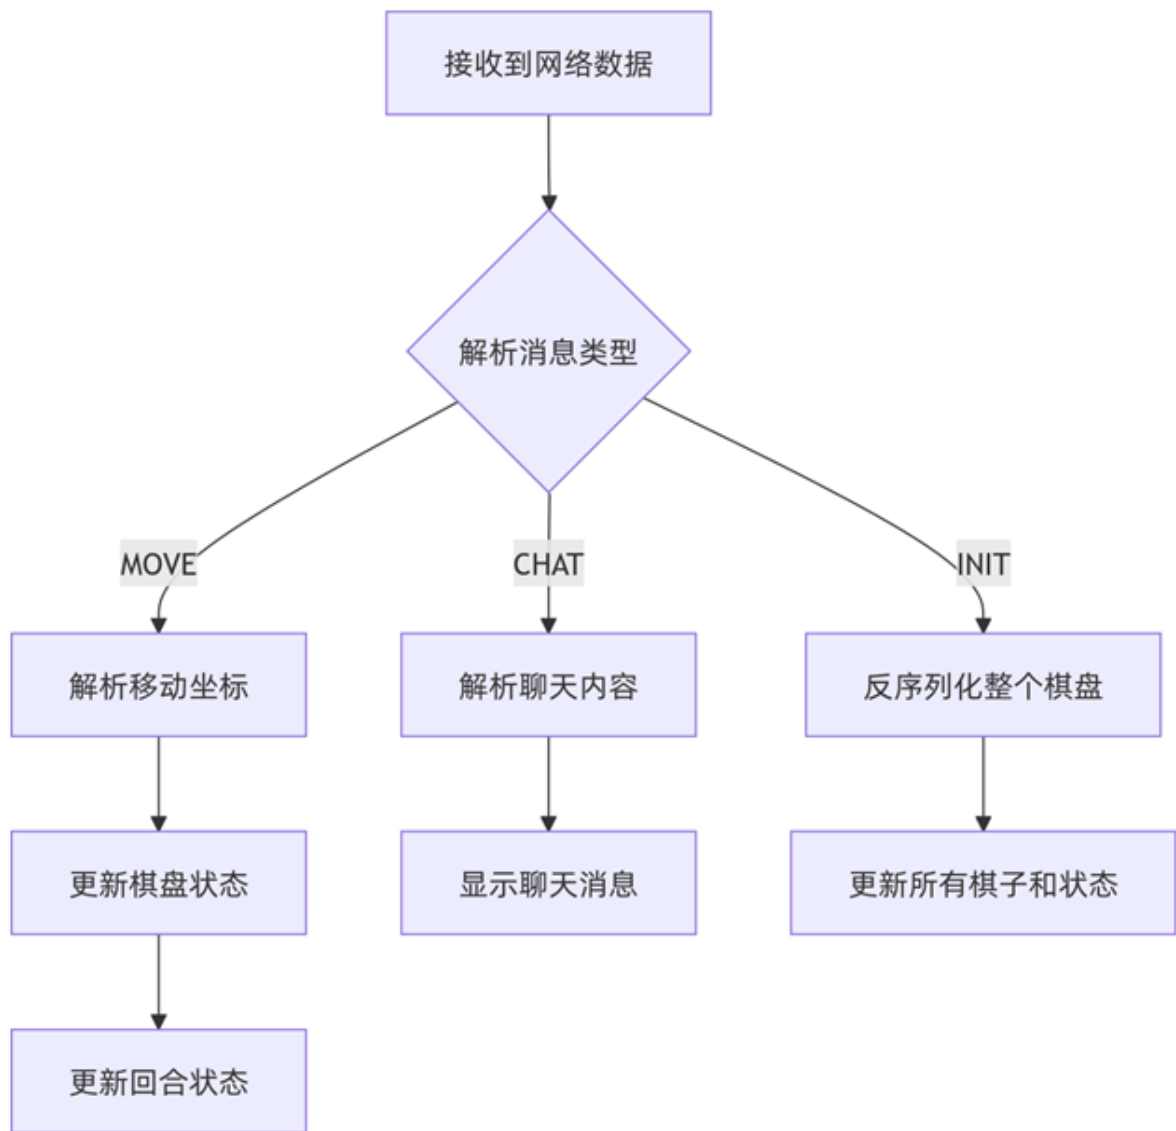 接收到网络数据
解析消息类型
MOVE
CHAT
INIT
解析移动坐标
解析聊天内容
反序列化整个棋盘
更新棋盘状态
显示聊天消息
更新所有棋子和状态
更新回合状态